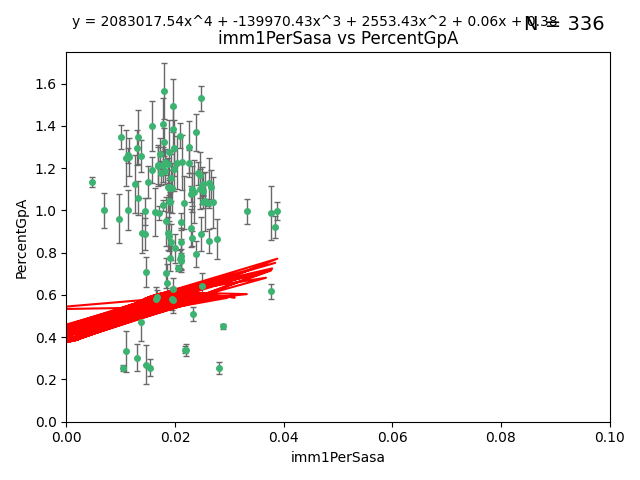 y = 2083017.54x^4 + -139970.43x^3 + 2553.43x^2 + 0.06x + 0.38
N = 336
imm1PerSasa vs PercentGpA
1.6
1.4
1.2
1.0
0.8
0.6
0.4
0.2
0.0
PercentGpA
0.00 0.02 0.04 0.06 0.08 0.10
imm1PerSasa